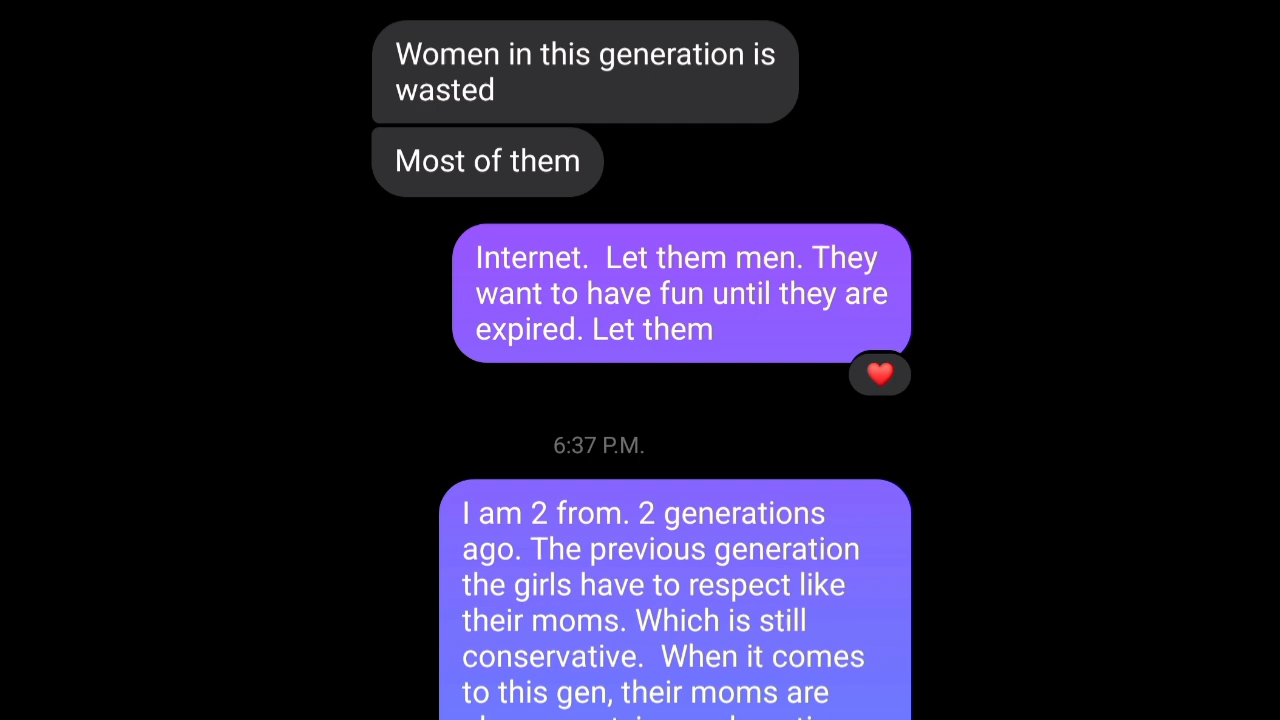 Women in this generation is
wasted
Most of them
Internet.  Let them men. They
want to have fun until they are
expired. Let them
6:37 P.M.
I am 2 from. 2 generations
ago. The previous generation
the girls have to respect like
their moms. Which is still
conservative.  When it comes
to this gen, their moms are